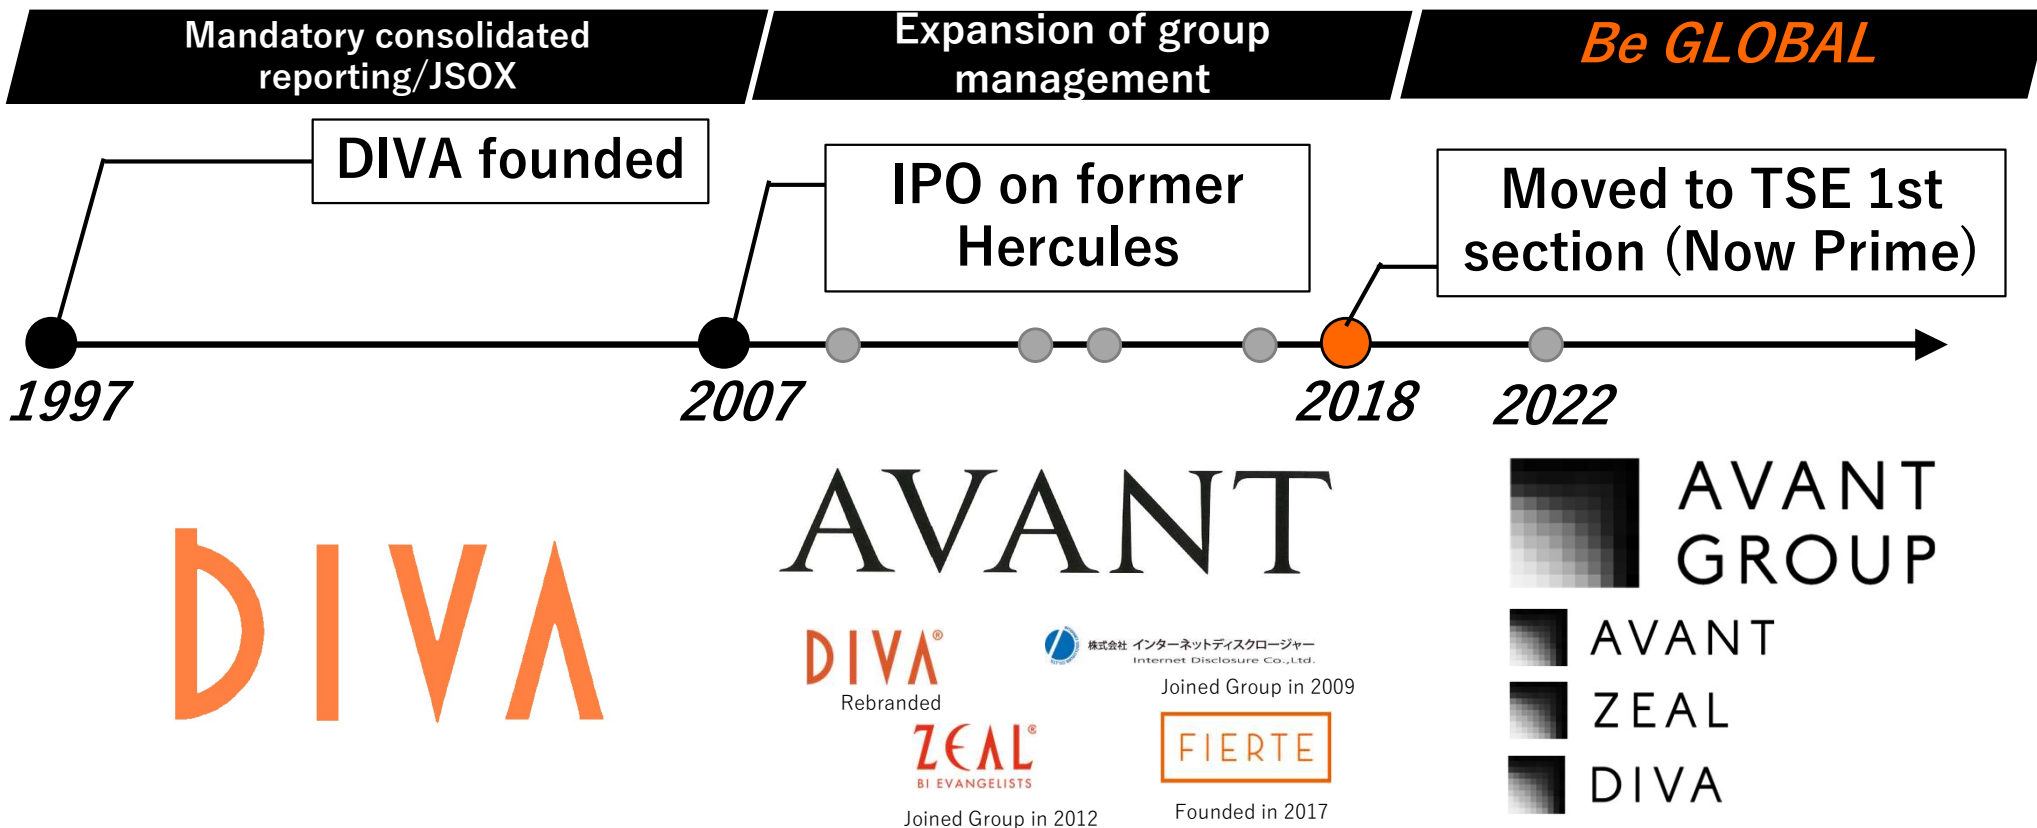 Mandatory consolidated
reporting/JSOX
Expansion of group
management
Be GLOBAL
DIVA founded
IPO on former
Hercules
Moved to TSE 1st
section (Now Prime)
1997
2007
2018
2022
DIVA
AVANT
DIVA®
Rebranded
株式会社 インターネットディスクロージャー
Internet Disclosure Co.,Ltd.
Joined Group in 2009
ZEAL®
BI EVANGELISTS
Joined Group in 2012
FIERTE
Founded in 2017
AVANT
GROUP
AVANT
ZEAL
DIVA